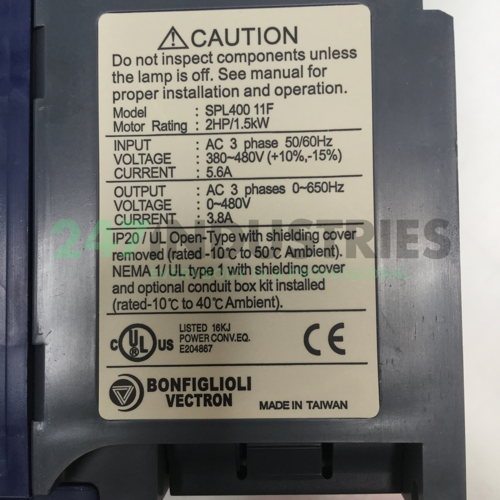 ⚠CAUTION
Do not inspect components unless
the lamp is off. See manual for
proper installation and operation.
Model : SPL400 11F
Motor Rating : 2HP/1.5kW
INPUT : AC 3 phase 50/60Hz
VOLTAGE : 380~480V (+10%,-15%)
CURRENT : 5.6A
OUTPUT : AC 3 phases 0~650Hz
VOLTAGE : 0~480V
CURRENT : 3.8A
24/7 INDUSTRIES
IP20 / UL Open-Type with shielding cover
removed (rated -10℃ to 50℃ Ambient).
NEMA 1/ UL type 1 with shielding cover
and optional conduit box kit installed
(rated-10℃ to 40℃ Ambient).
c UL US LISTED 16KJ
POWER CONV.EQ.
E204867
CE
BONFIGLIOLI
VECTRON
MADE IN TAIWAN